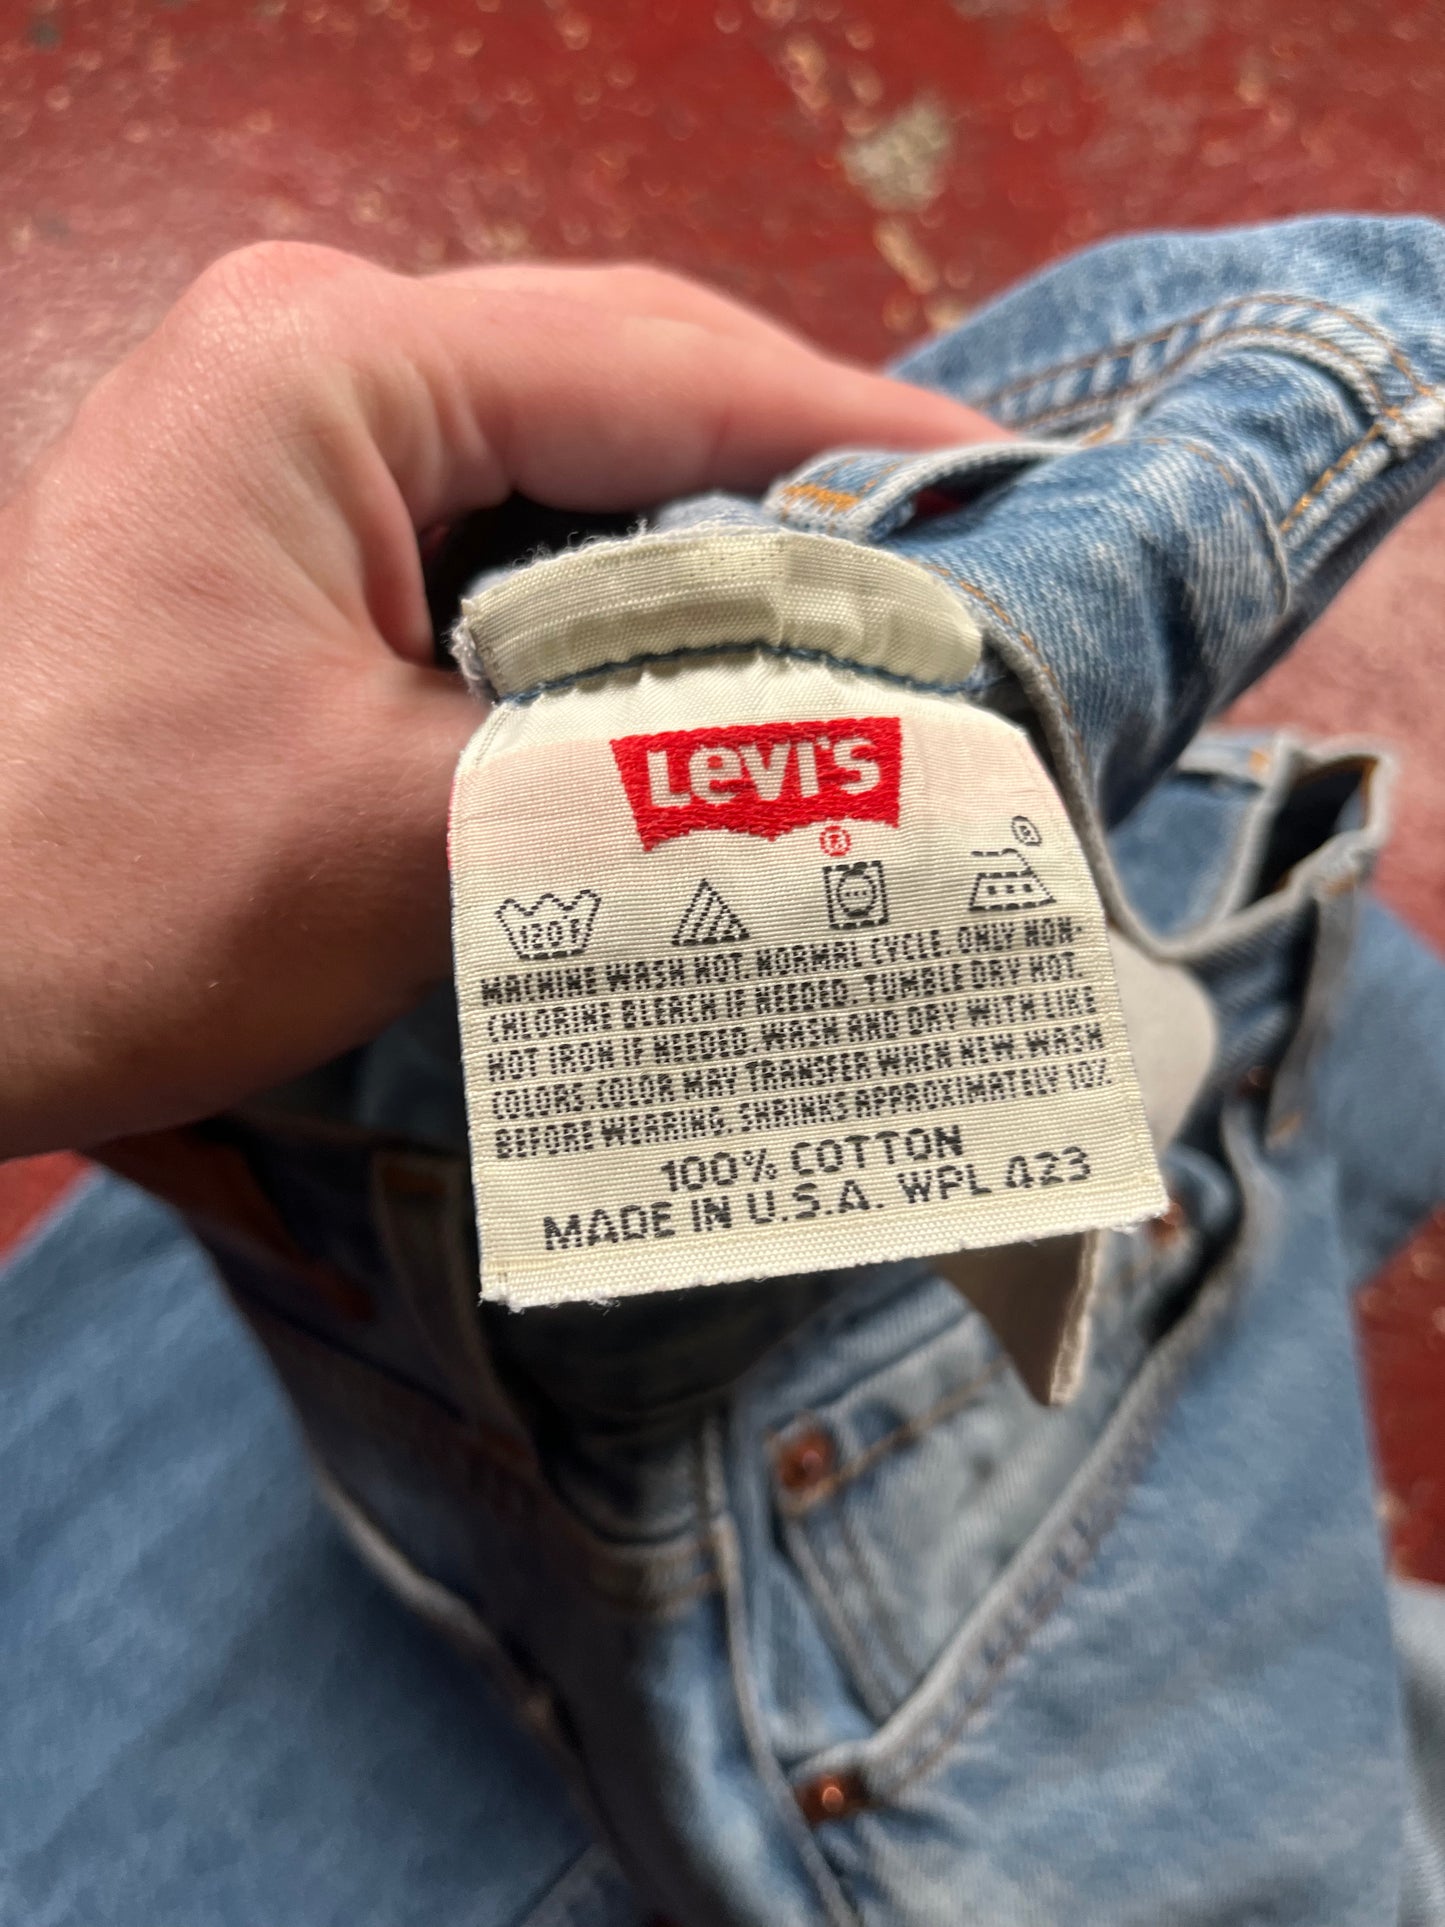 Levi's
®
®
120F
MACHINE WASH HOT. NORMAL CYCLE. ONLY NON-
CHLORINE BLEACH IF NEEDED. TUMBLE DRY HOT.
HOT IRON IF NEEDED. WASH AND DRY WITH LIKE
COLORS. COLOR MAY TRANSFER WHEN NEW. WASH
BEFORE WEARING. SHRINKS APPROXIMATELY 10%
100% COTTON
MADE IN U.S.A. WPL 423